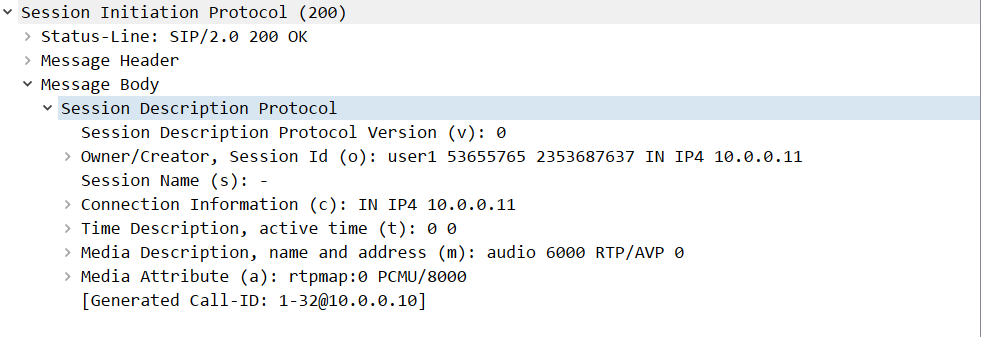 Session Initiation Protocol (200)
Status-Line: SIP/2.0 200 OK
Message Header
Message Body
Session Description Protocol
Session Description Protocol Version (v): 0
Owner/Creator, Session Id (o): user1 53655765 2353687637 IN IP4 10.0.0.11
Session Name (s): -
Connection Information (c): IN IP4 10.0.0.11
Time Description, active time (t): 0 0
Media Description, name and address (m): audio 6000 RTP/AVP 0
Media Attribute (a): rtpmap:0 PCMU/8000
[Generated Call-ID: 1-32@10.0.0.10]